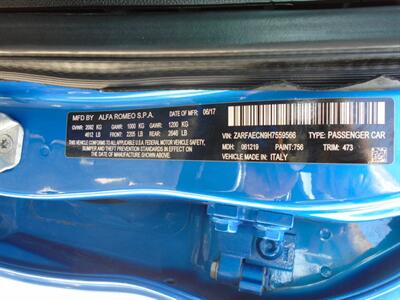 MFD BY: ALFA ROMEO S.P.A. 06/17
GVWR: 2092 KG GAWR: 1000 KG GAWR: 1200 KG
4612 LB FRONT: 2205 LB REAR: 2646 LB
THIS VEHICLE CONFORMS TO ALL APPLICABLE U.S.A. FEDERAL MOTOR VEHICLE SAFETY,
BUMPER AND THEFT PREVENTION STANDARDS IN EFFECT ON
THE DATE OF MANUFACTURE SHOWN ABOVE.
VIN: ZARFAECN9H7559566 TYPE: PASSENGER CAR
MDH: 061219 PAINT: 756 TRIM: 473
VEHICLE MADE IN: ITALY